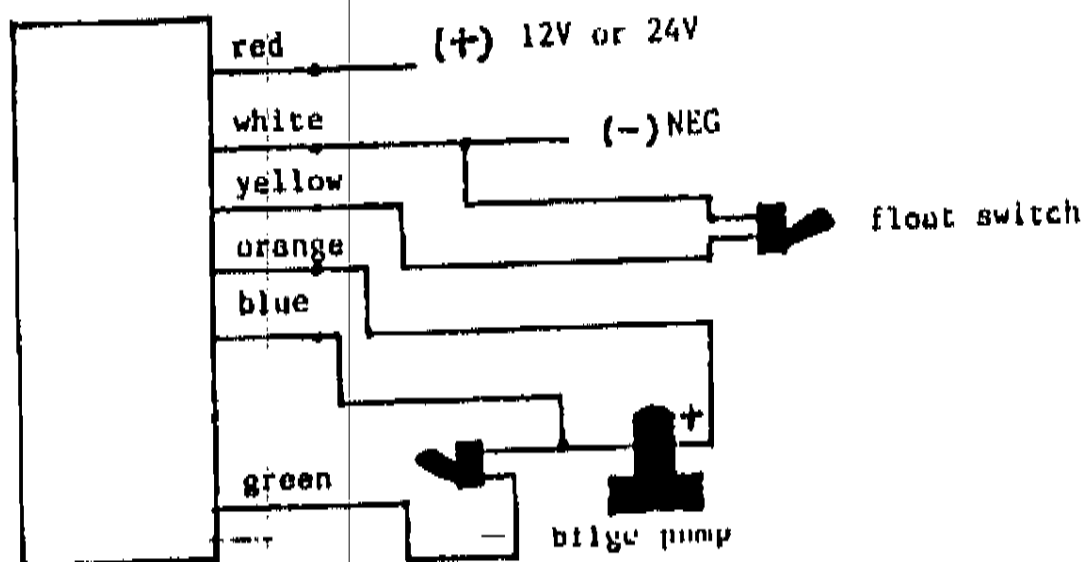 red (+) 12V or 24V
white (-) NEG
yellow
float switch
orange
blue
+
green
bilge pump